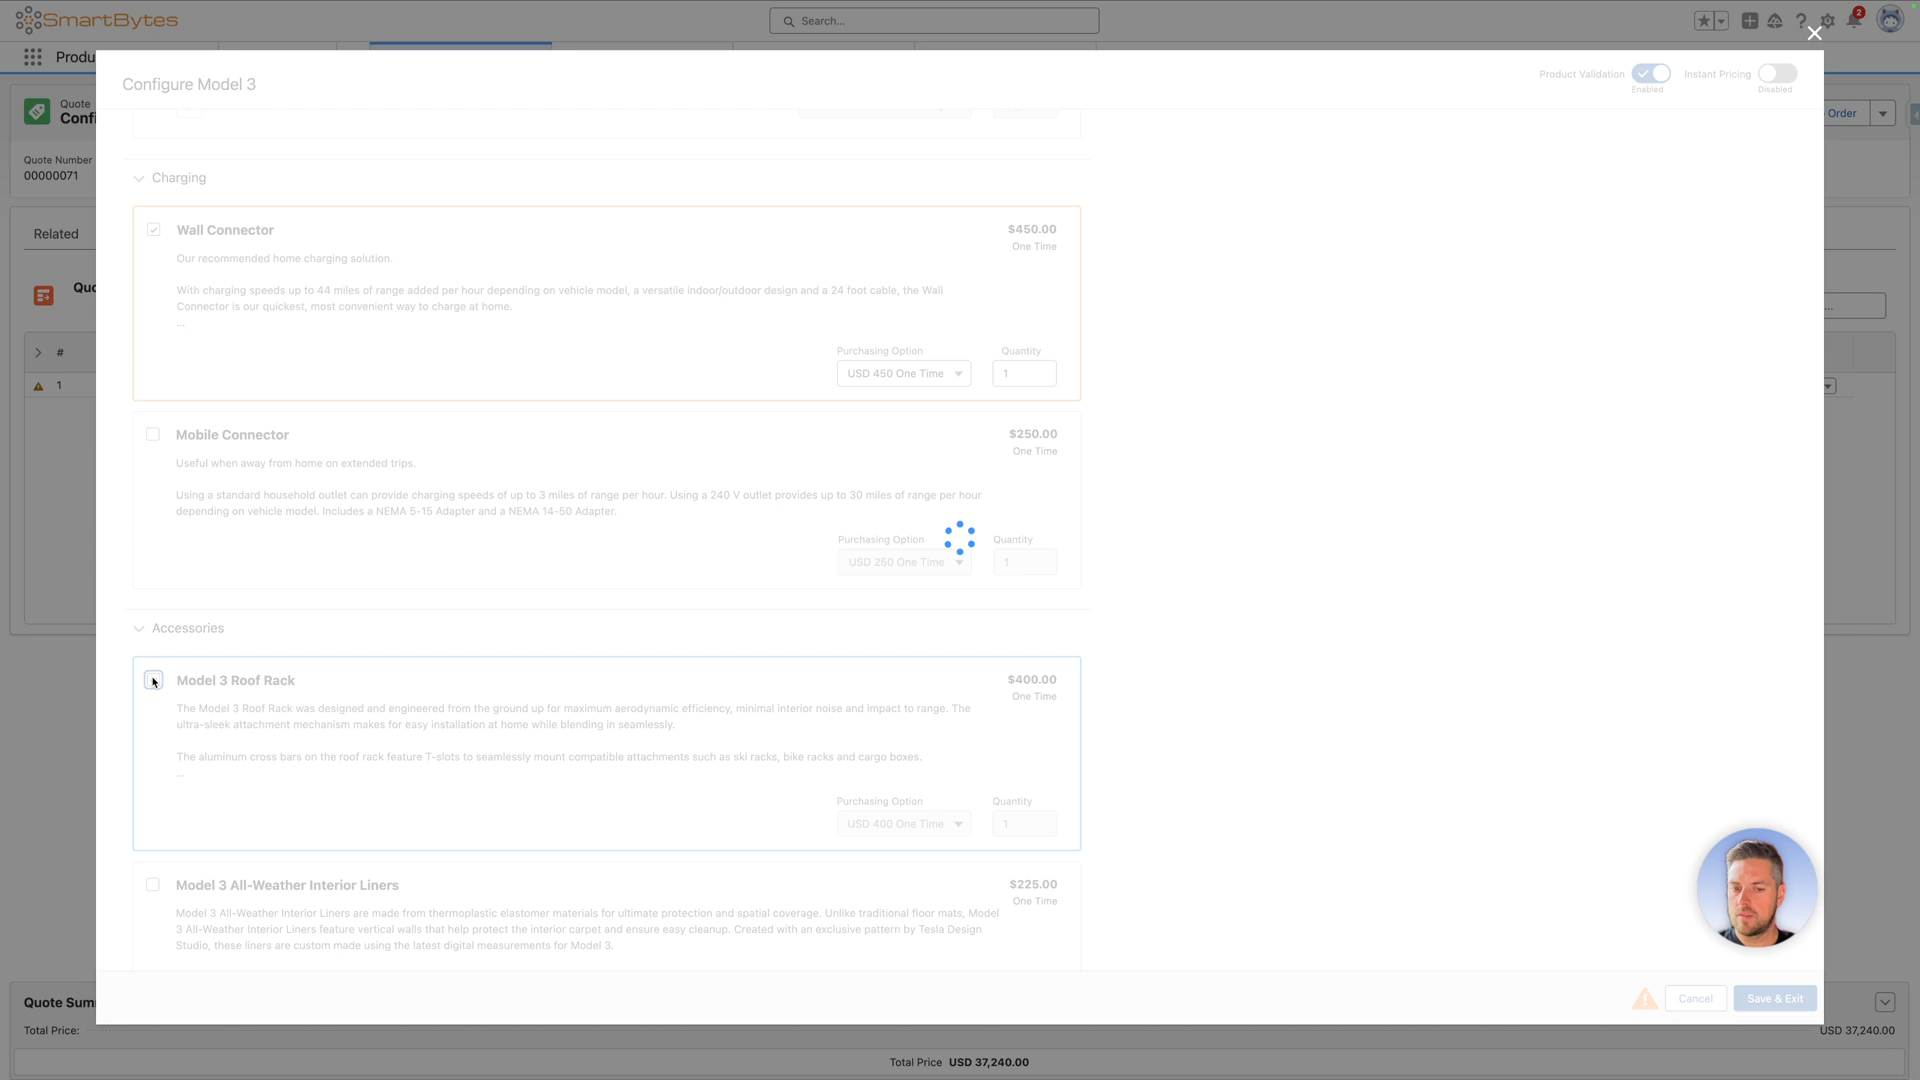 SmartBytes
Search...
2
Produ
Configure Model 3
Product Validation
Enabled
Instant Pricing
Disabled
Quote
Confi
Order
Quote Number
00000071
Charging
Wall Connector
$450.00
One Time
Our recommended home charging solution.
With charging speeds up to 44 miles of range added per hour depending on vehicle model, a versatile indoor/outdoor design and a 24 foot cable, the Wall
Connector is our quickest, most convenient way to charge at home.
...
Purchasing Option
Quantity
USD 450 One Time
1
Related
Quo
...
#
1
Mobile Connector
$250.00
One Time
Useful when away from home on extended trips.
Using a standard household outlet can provide charging speeds of up to 3 miles of range per hour. Using a 240 V outlet provides up to 30 miles of range per hour
depending on vehicle model. Includes a NEMA 5-15 Adapter and a NEMA 14-50 Adapter.
Purchasing Option
Quantity
USD 250 One Time
1
Accessories
Model 3 Roof Rack
$400.00
One Time
The Model 3 Roof Rack was designed and engineered from the ground up for maximum aerodynamic efficiency, minimal interior noise and impact to range. The
ultra-sleek attachment mechanism makes for easy installation at home while blending in seamlessly.
The aluminum cross bars on the roof rack feature T-slots to seamlessly mount compatible attachments such as ski racks, bike racks and cargo boxes.
...
Purchasing Option
Quantity
USD 400 One Time
1
Model 3 All-Weather Interior Liners
$225.00
One Time
Model 3 All-Weather Interior Liners are made from thermoplastic elastomer materials for ultimate protection and spatial coverage. Unlike traditional floor mats, Model
3 All-Weather Interior Liners feature vertical walls that help protect the interior carpet and ensure easy cleanup. Created with an exclusive pattern by Tesla Design
Studio, these liners are custom made using the latest digital measurements for Model 3.
Cancel
Save & Exit
Quote Sum
Total Price:
USD 37,240.00
Total Price USD 37,240.00